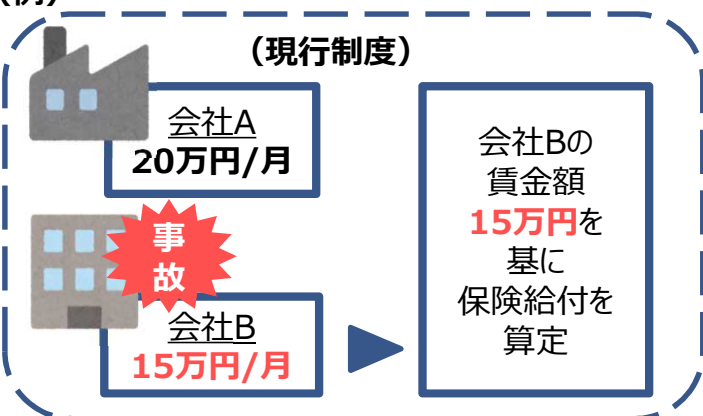 (例)
(現行制度)
会社A
20万円/月
事
故
会社B
15万円/月
会社Bの
賃金額
15万円を
基に
保険給付を
算定